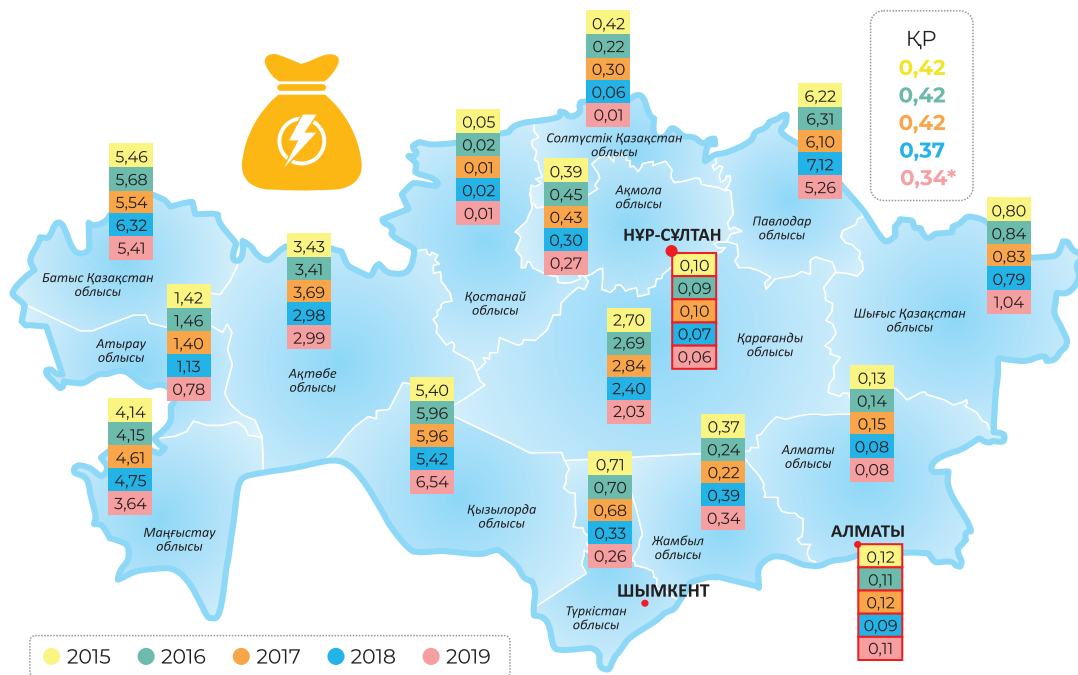 ҚР
0,42
0,42
0,42
0,37
0,34*
0,42
0,22
0,30
0,06
0,01
Солтүстік Қазақстан
облысы
0,05
0,02
0,01
0,02
0,01
Қостанай
облысы
0,39
0,45
0,43
0,30
0,27
Ақмола
облысы
6,22
6,31
6,10
7,12
5,26
Павлодар
облысы
НҰР-СҰЛТАН
0,10
0,09
0,10
0,07
0,06
5,46
5,68
5,54
6,32
5,41
Батыс Қазақстан
облысы
3,43
3,41
3,69
2,98
2,99
Ақтөбе
облысы
1,42
1,46
1,40
1,13
0,78
Атырау
облысы
0,80
0,84
0,83
0,79
1,04
Шығыс Қазақстан
облысы
2,70
2,69
2,84
2,40
2,03
Қарағанды
облысы
4,14
4,15
4,61
4,75
3,64
Маңғыстау
облысы
5,40
5,96
5,96
5,42
6,54
Қызылорда
облысы
0,71
0,70
0,68
0,33
0,26
Түркістан
облысы
ШЫМКЕНТ
0,37
0,24
0,22
0,39
0,34
Жамбыл
облысы
0,13
0,14
0,15
0,08
0,08
Алматы
облысы
АЛМАТЫ
0,12
0,11
0,12
0,09
0,11
2015 2016 2017 2018 2019